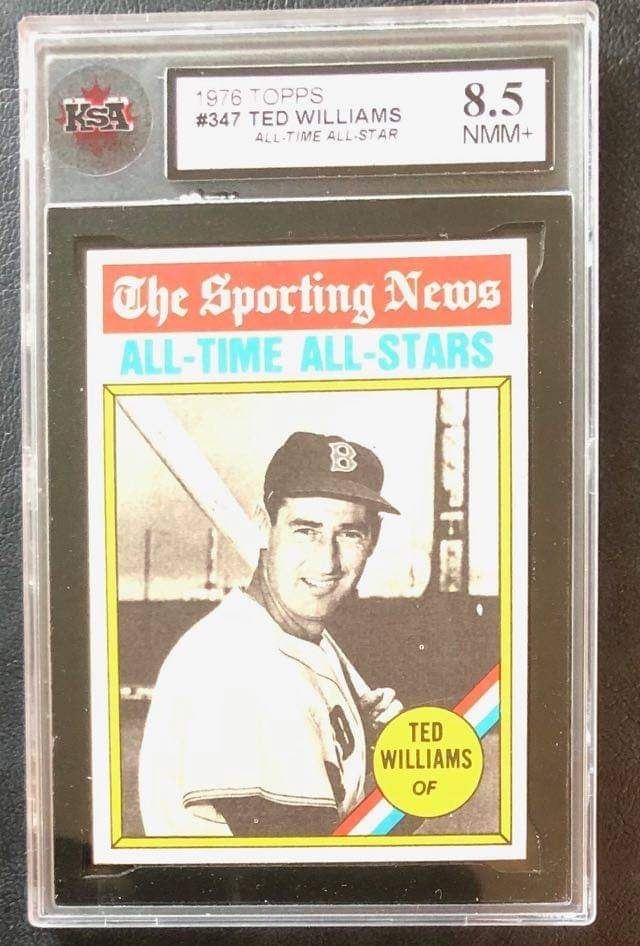 KSA
1976 TOPPS
#347 TED WILLIAMS
ALL-TIME ALL-STAR
8.5
NMM+
The Sporting News
ALL-TIME ALL-STARS
B
TED
WILLIAMS
OF